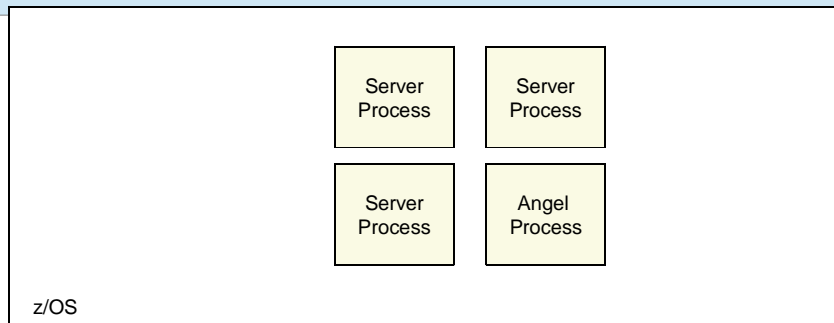 Server
Process
Server
Process
Server
Process
Angel
Process
z/OS